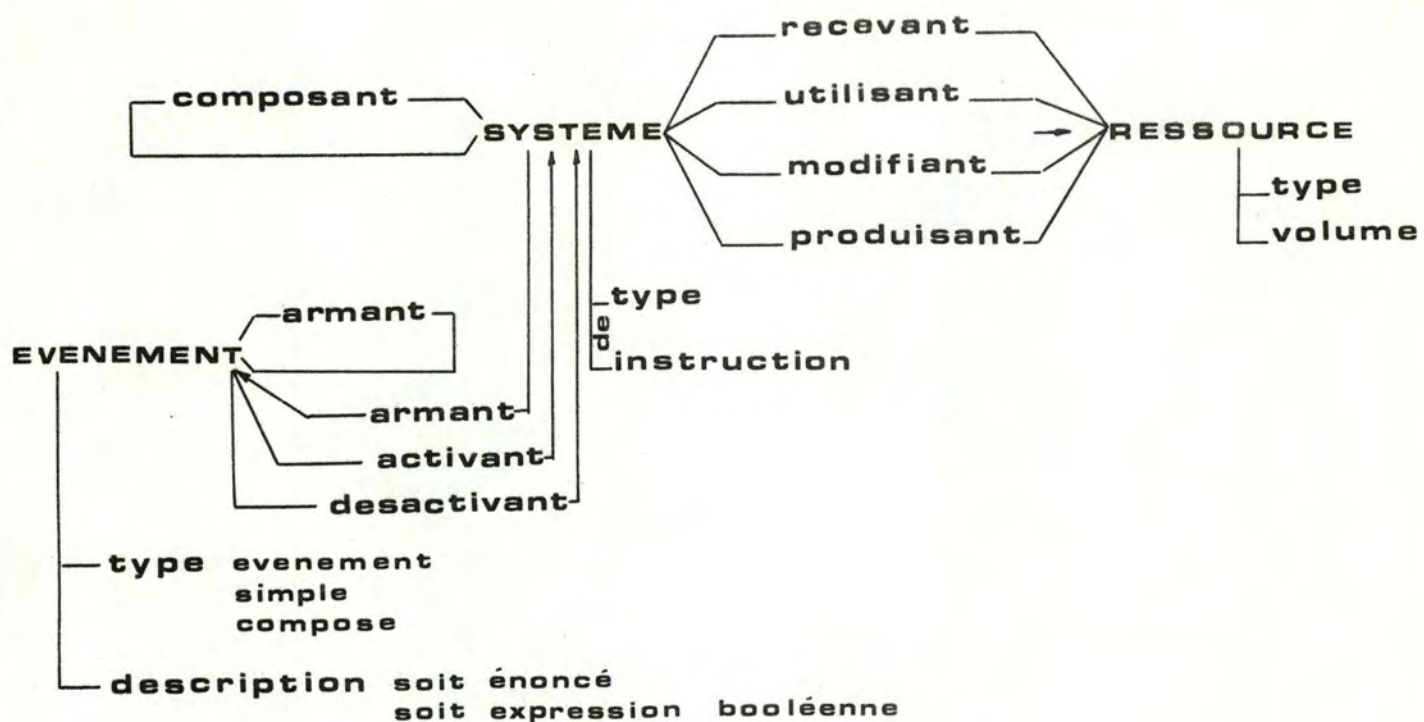 recevant
composant
utilisant
SYSTEME
RESSOURCE
modifiant
type
produisant
volume
armant
type
de
EVENEMENT
instruction
armant
activant
desactivant
type evenement
simple
compose
description soit énoncé
soit expression booléenne